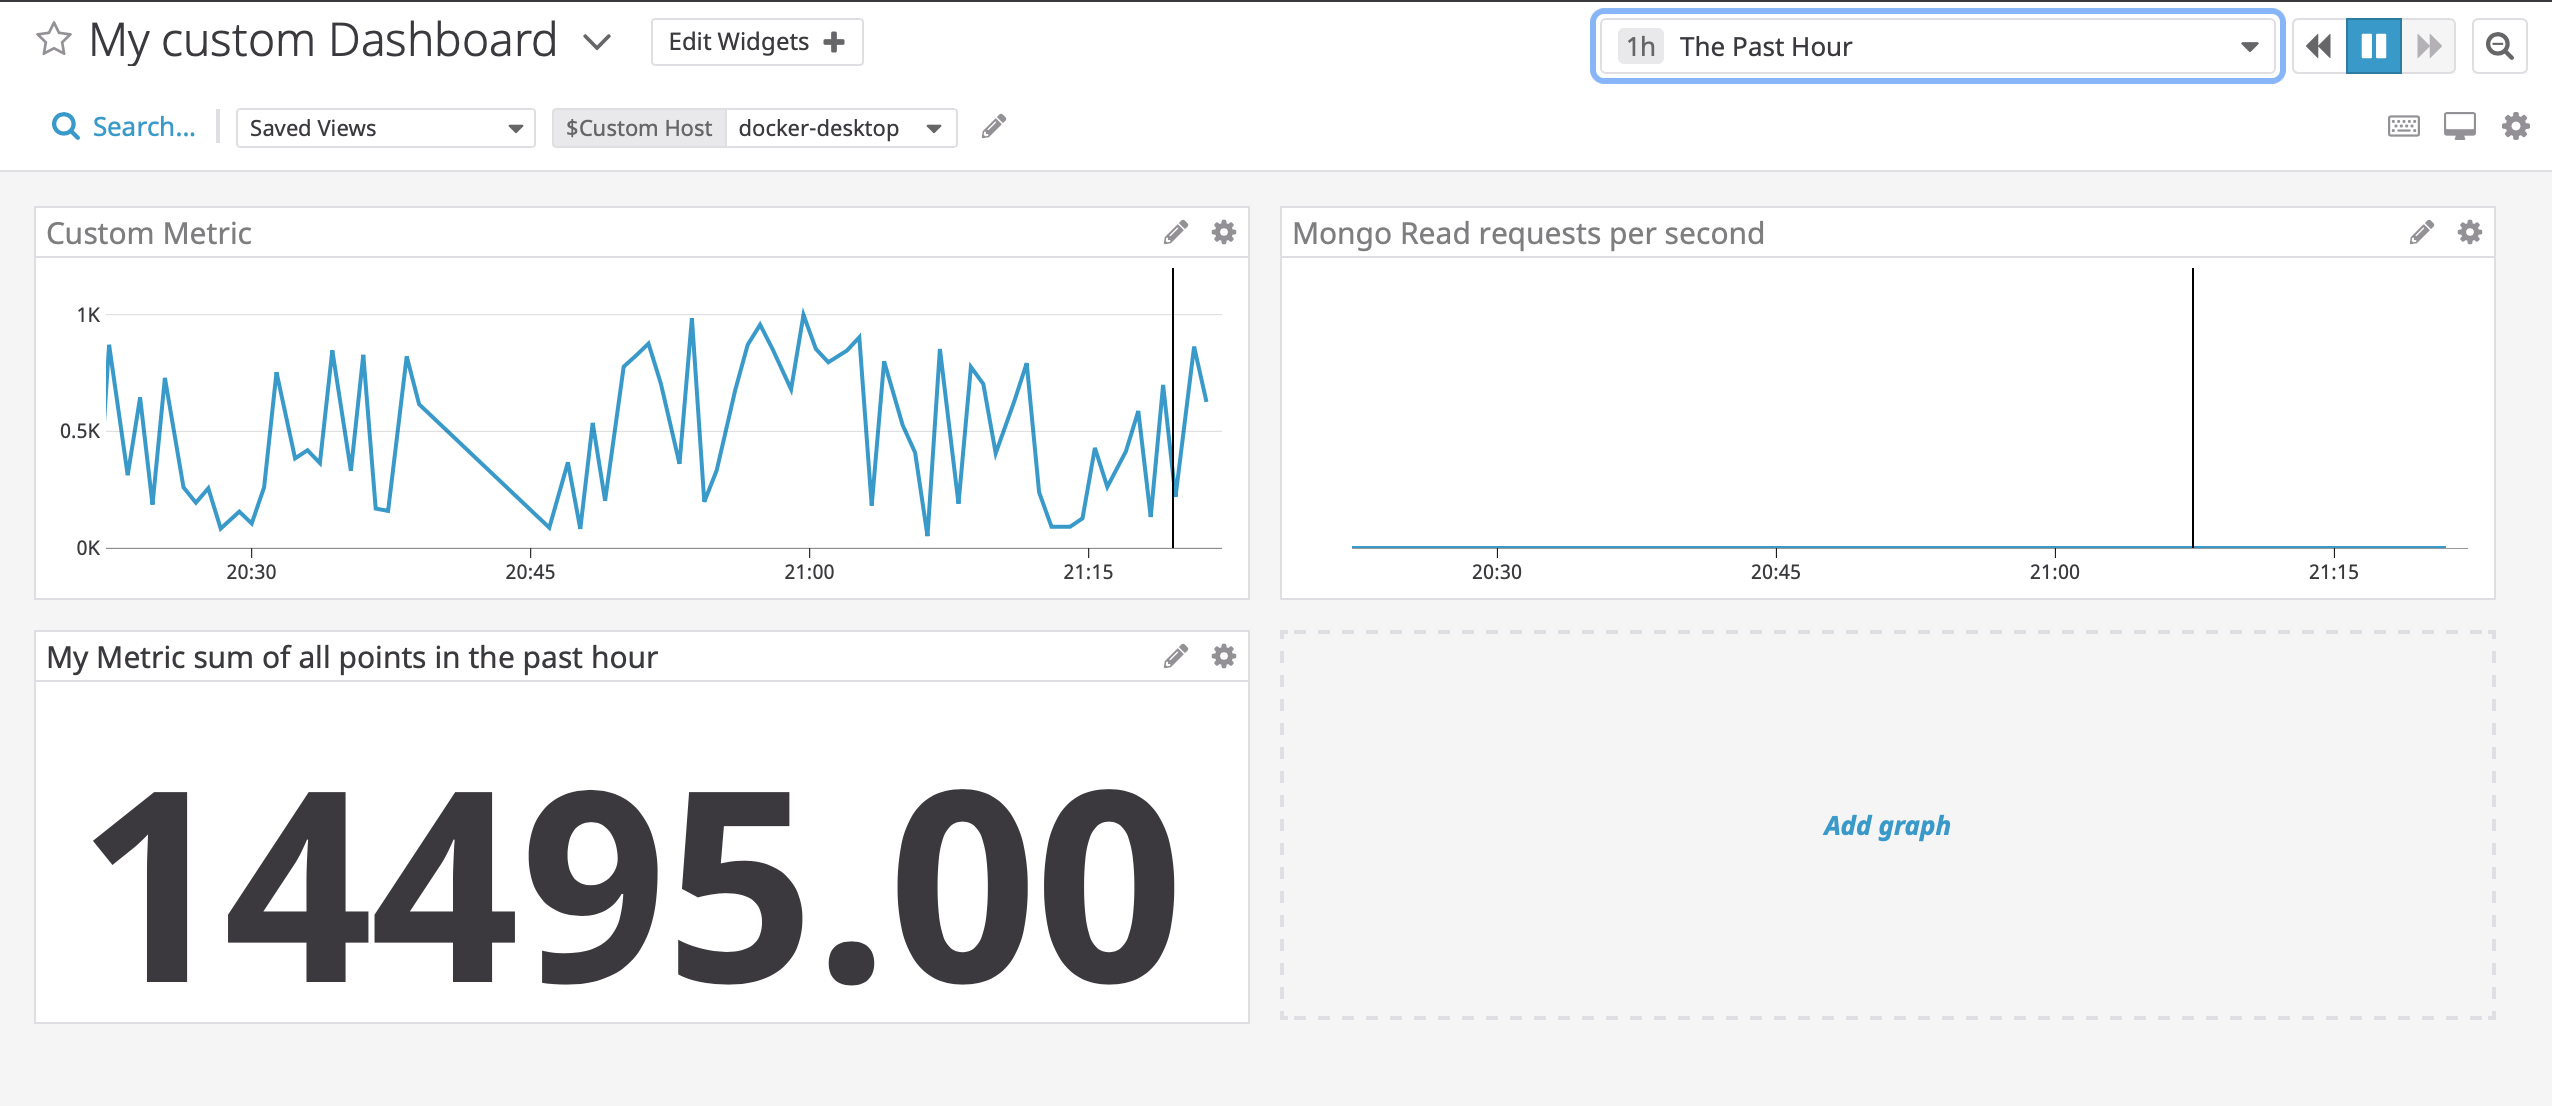 My custom Dashboard
Edit Widgets
1h The Past Hour
Search...
Saved Views
$Custom Host docker-desktop
Custom Metric
1K
0.5K
0K
20:30 20:45 21:00 21:15
Mongo Read requests per second
20:30 20:45 21:00 21:15
My Metric sum of all points in the past hour
14495.00
Add graph